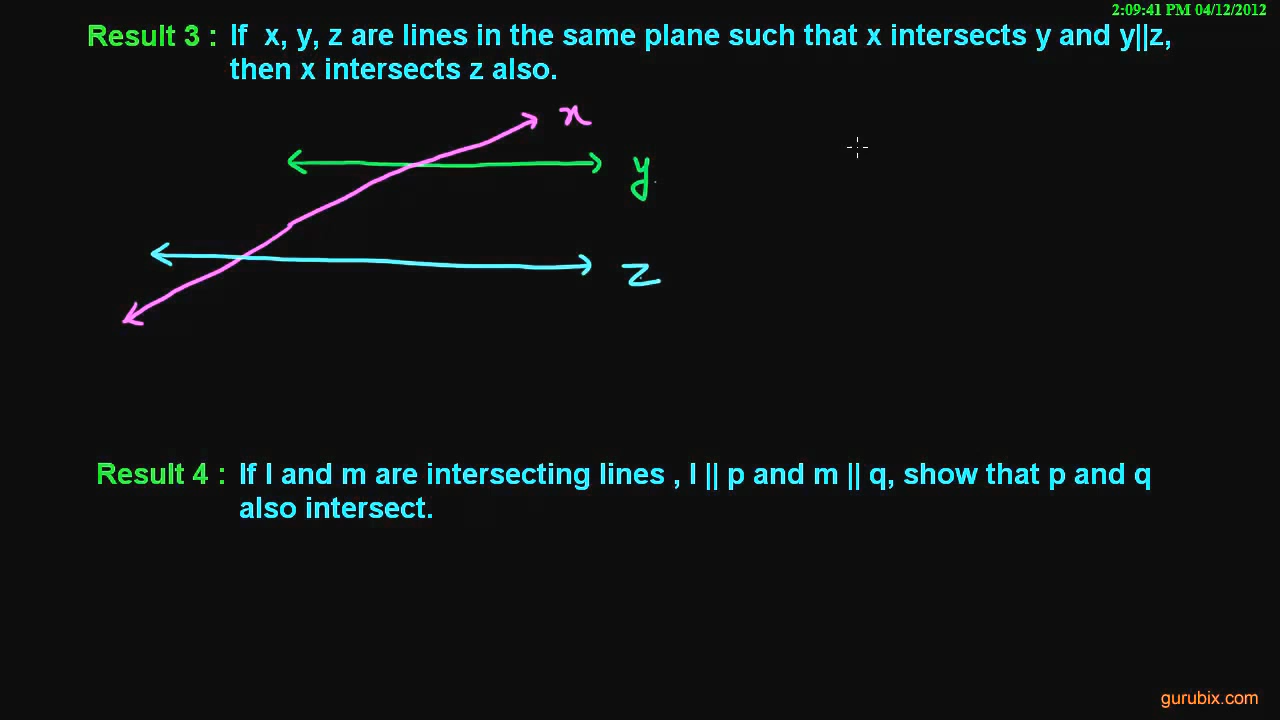 2:09:41 PM 04/12/2012
Result 3 : If x, y, z are lines in the same plane such that x intersects y and y||z,
then x intersects z also.
x
y
z
Result 4 : If l and m are intersecting lines , l || p and m || q, show that p and q
also intersect.
gurubix.com